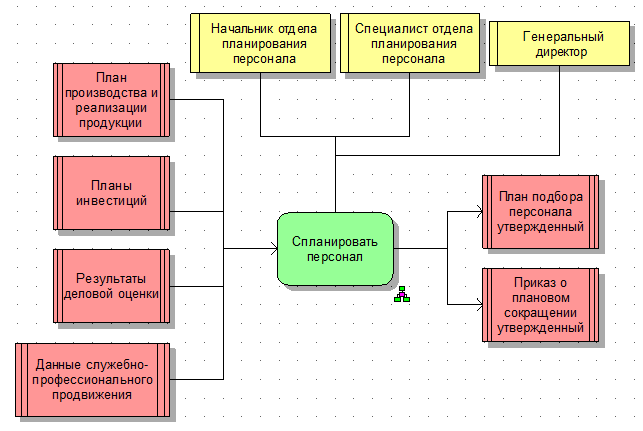 Начальник отдела
планирования
персонала
Специалист отдела
планирования
персонала
Генеральный
директор
План
производства и
реализации
продукции
Планы
инвестиций
Результаты
деловой оценки
Данные служебно-
профессионального
продвижения
Спланировать
персонал
План подбора
персонала
утвержденный
Приказ о
плановом
сокращении
утвержденный